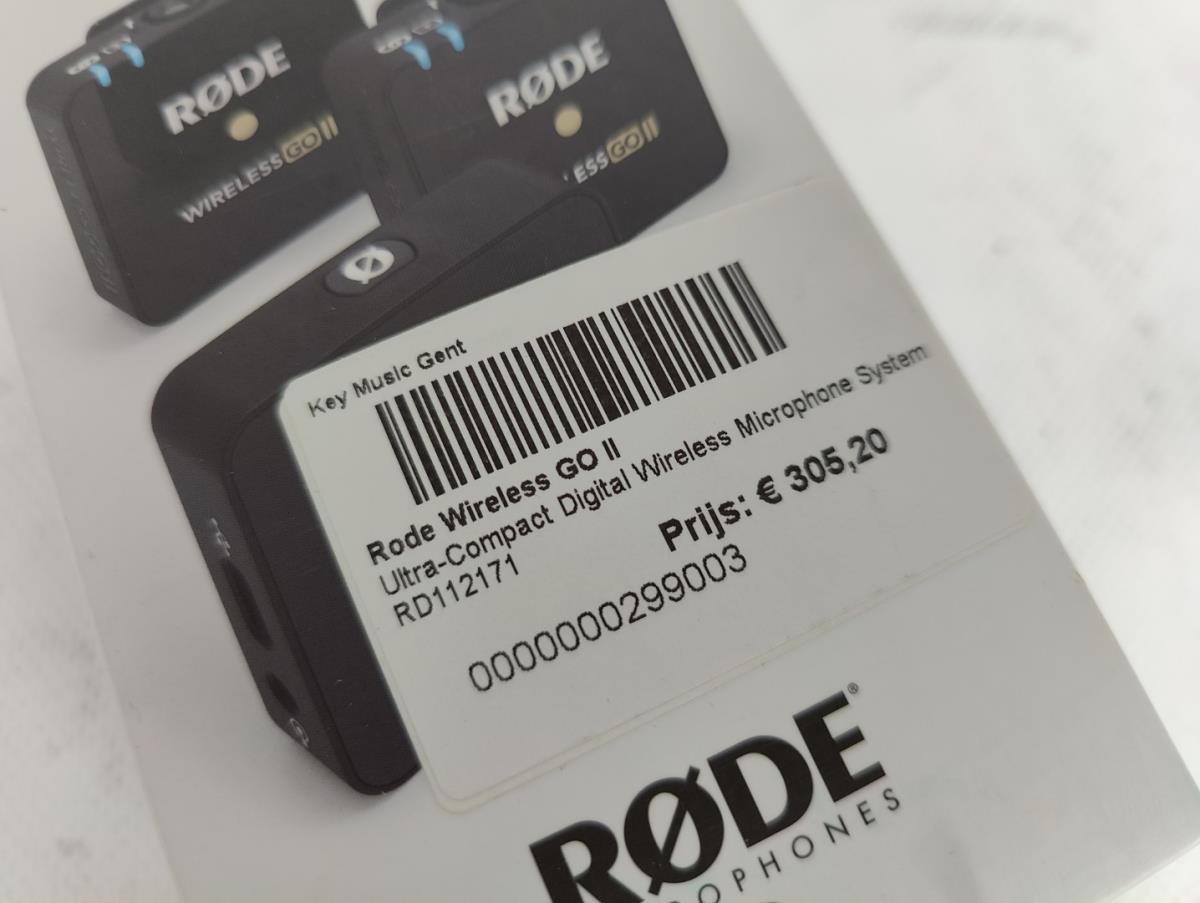 RØDE
WIRELESS GO II
RØDE
ESS GO II
Key Music Gent
Rode Wireless GO II
Ultra-Compact Digital Wireless Microphone System
RD112171
Prijs: € 305,20
0000000299003
RØDE®
OPHONES